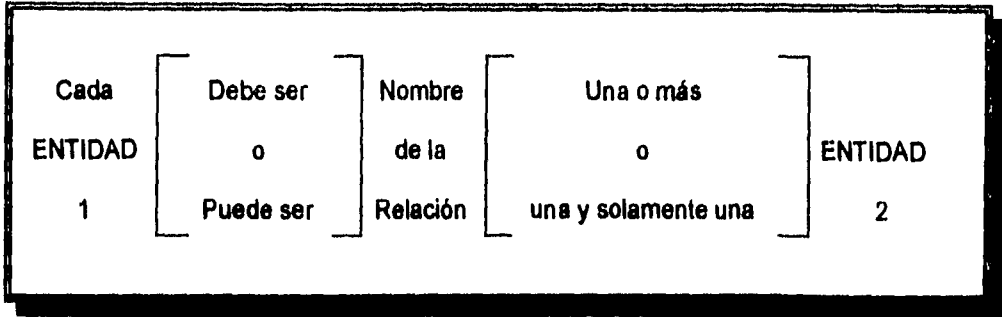 Cada Debe ser Nombre Una o más
ENTIDAD o de la o ENTIDAD
1 Puede ser Relación una y solamente una 2